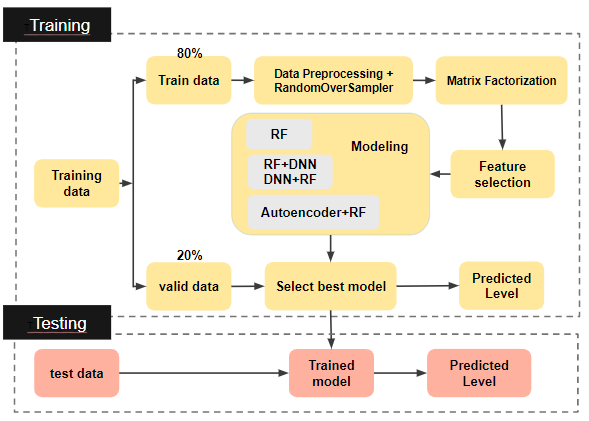 Training
80%
Train data
Data Preprocessing +
RandomOverSampler
Matrix Factorization
RF
Modeling
RF+DNN
DNN+RF
Autoencoder+RF
Feature
selection
Training
data
20%
valid data
Select best model
Predicted
Level
Testing
test data
Trained
model
Predicted
Level